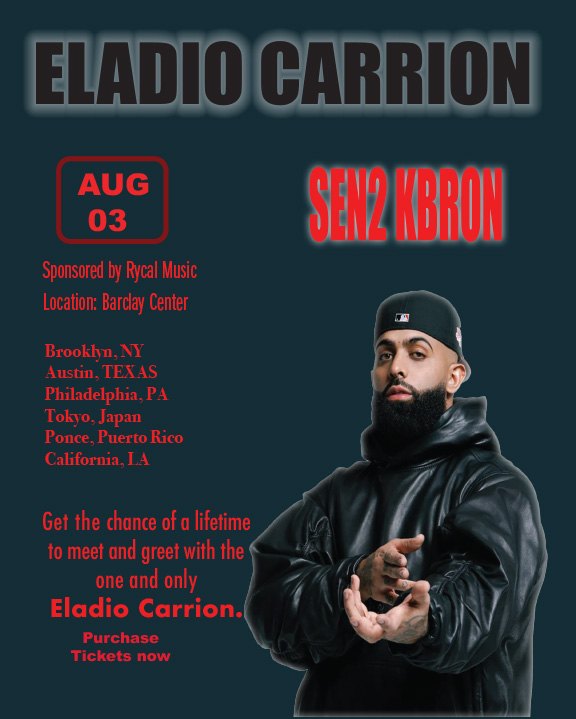 ELADIO CARRION
AUG
03
SEN2 KBRON
Sponsored by Rycal Music
Location: Barclay Center
Brooklyn, NY
Austin, TEXAS
Philadelphia, PA
Tokyo, Japan
Ponce, Puerto Rico
California, LA
Get the chance of a lifetime
to meet and greet with the
one and only
Eladio Carrion.
Purchase
Tickets now